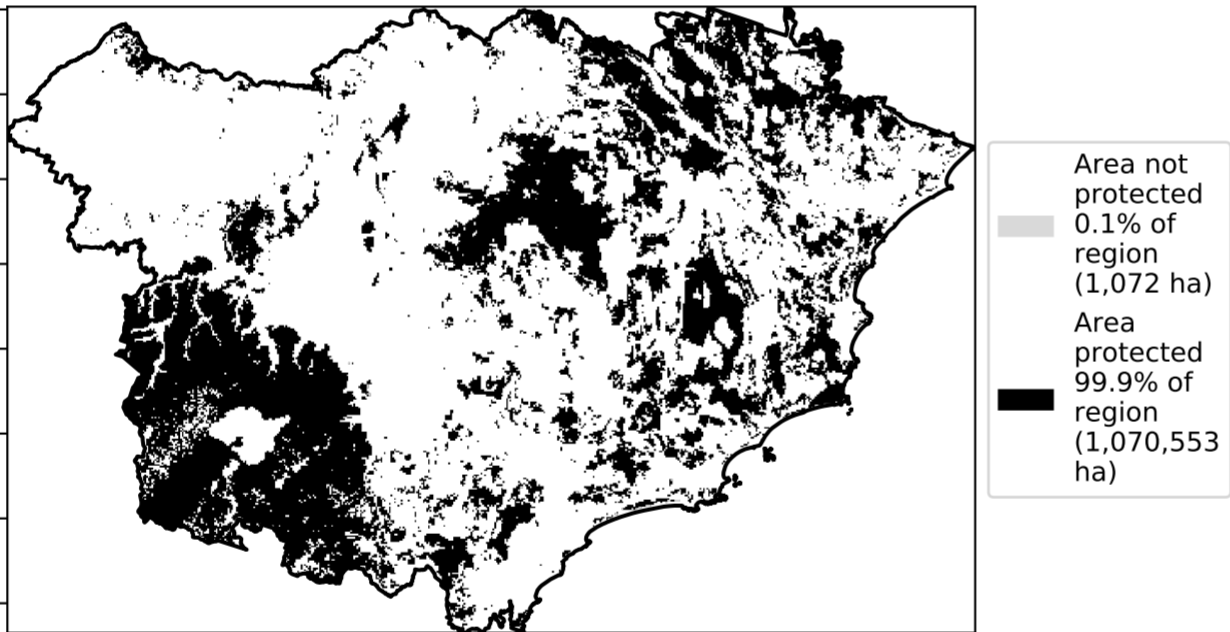 Area not
protected
0.1% of
region
(1,072 ha)
Area
protected
99.9% of
region
(1,070,553
ha)